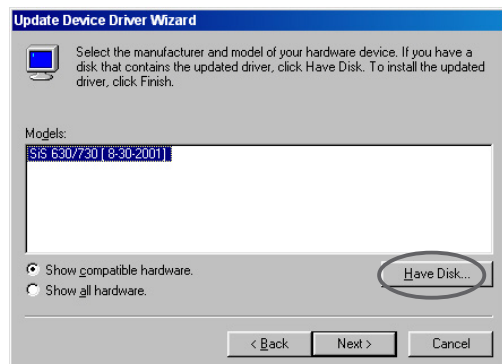 Update Device Driver Wizard
Select the manufacturer and model of your hardware device. If you have a
disk that contains the updated driver, click Have Disk. To install the updated
driver, click Finish.
Models:
SiS 630/730 [ 8-30-2001]
Show compatible hardware.
Have Disk...
Show all hardware.
< Back
Next >
Cancel